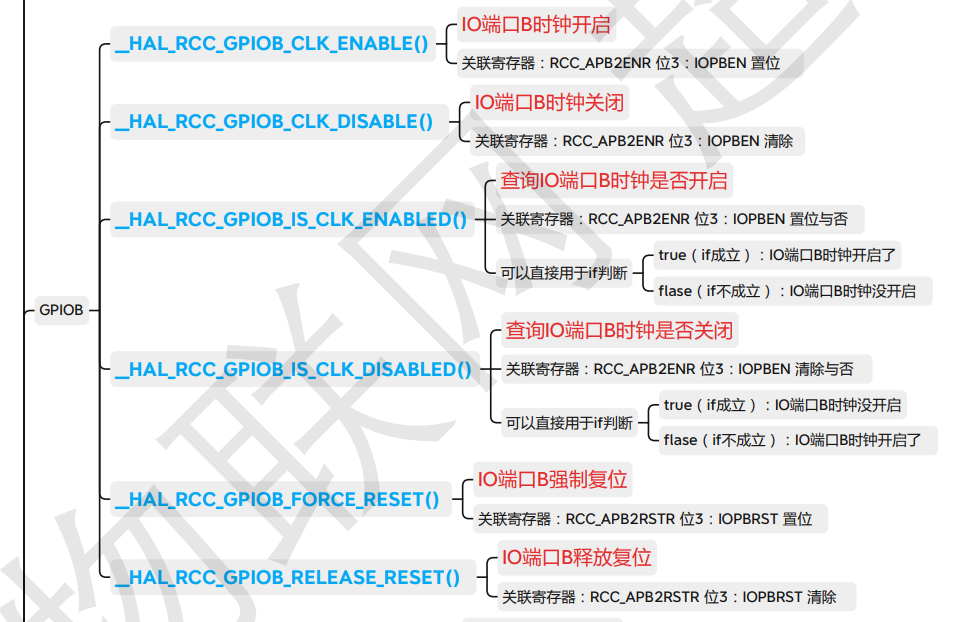 __HAL_RCC_GPIOB_CLK_ENABLE()
IO端口B时钟开启
关联寄存器：RCC_APB2ENR 位3：IOPBEN 置位
__HAL_RCC_GPIOB_CLK_DISABLE()
IO端口B时钟关闭
关联寄存器：RCC_APB2ENR 位3：IOPBEN 清除
__HAL_RCC_GPIOB_IS_CLK_ENABLED()
查询IO端口B时钟是否开启
关联寄存器：RCC_APB2ENR 位3：IOPBEN 置位与否
可以直接用于if判断
true（if成立）：IO端口B时钟开启了
flase（if不成立）：IO端口B时钟没开启
GPIOB
__HAL_RCC_GPIOB_IS_CLK_DISABLED()
查询IO端口B时钟是否关闭
关联寄存器：RCC_APB2ENR 位3：IOPBEN 清除与否
可以直接用于if判断
true（if成立）：IO端口B时钟没开启
flase（if不成立）：IO端口B时钟开启了
__HAL_RCC_GPIOB_FORCE_RESET()
IO端口B强制复位
关联寄存器：RCC_APB2RSTR 位3：IOPBRST 置位
__HAL_RCC_GPIOB_RELEASE_RESET()
IO端口B释放复位
关联寄存器：RCC_APB2RSTR 位3：IOPBRST 清除
物联网